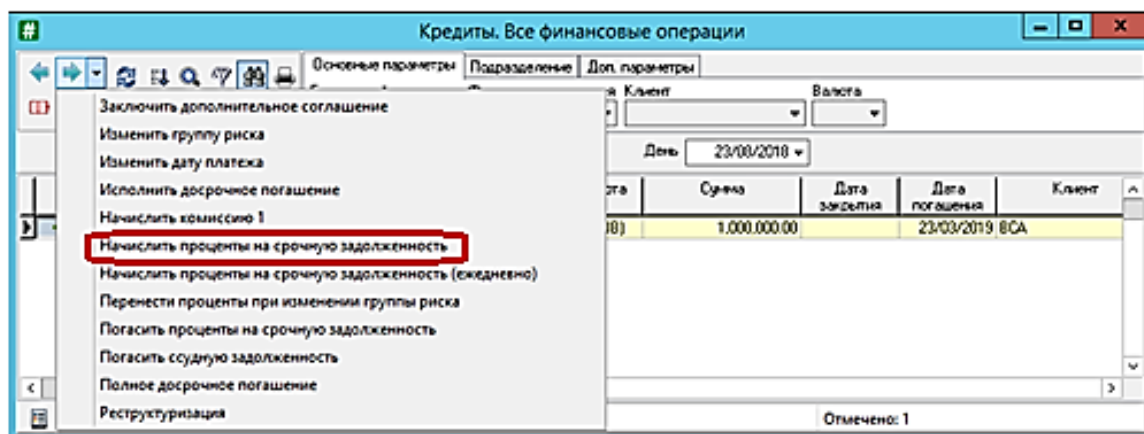 Кредиты. Все финансовые операции
Основные параметры Подразделение Доп. параметры
Клиент Валюта
День 23/08/2018
Сумма Дата закрытия Дата погашения Клиент
1.000.000.00 23/03/2019 BCA
Заключить дополнительное соглашение
Изменить группу риска
Изменить дату платежа
Исполнить досрочное погашение
Начислить комиссию 1
Начислить проценты на срочную задолженность
Начислить проценты на срочную задолженность (ежедневно)
Перенести проценты при изменении группы риска
Погасить проценты на срочную задолженность
Погасить ссудную задолженность
Полное досрочное погашение
Реструктуризация
Отмечено: 1